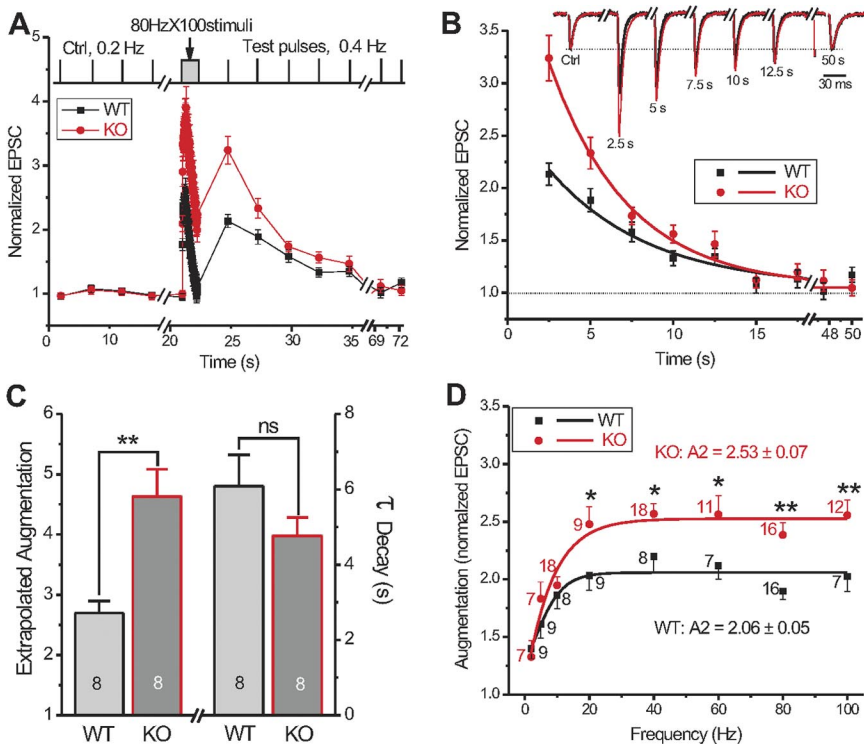 A
80HzX100stimuli
Ctrl, 0.2 Hz
Test pulses, 0.4 Hz
WT
KO
Normalized EPSC
5
4
3
2
1
0 10 20 25 30 35 69 72
Time (s)
B
Ctrl
2.5 s
5 s
7.5 s
10 s
12.5 s
50 s
30 ms
WT
KO
Normalized EPSC
3.5
3.0
2.5
2.0
1.5
1.0
0 5 10 15 48 50
Time (s)
C
Extrapolated Augmentation
6
5
4
3
2
1
**
ns
8 8 8 8
WT KO WT KO
8
6
4
2
0
τ Decay (s)
D
WT
KO
KO: A2 = 2.53 ± 0.07
WT: A2 = 2.06 ± 0.05
Augmentation (normalzed EPSC)
3.5
3.0
2.5
2.0
1.5
1.0
* * * ** **
7 7 18 9 18 11 16 12
9 9 8 9 8 7 16 7
0 20 40 60 80 100
Frequency (Hz)